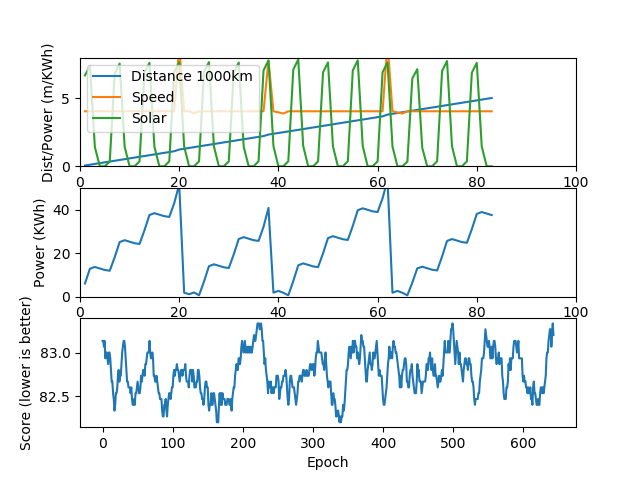 Dist/Power (m/KWh)
5
0
Distance 1000km
Speed
Solar
0 20 40 60 80 100
Power (KWh)
40
20
0
0 20 40 60 80 100
Score (lower is better)
83.0
82.5
0 100 200 300 400 500 600
Epoch